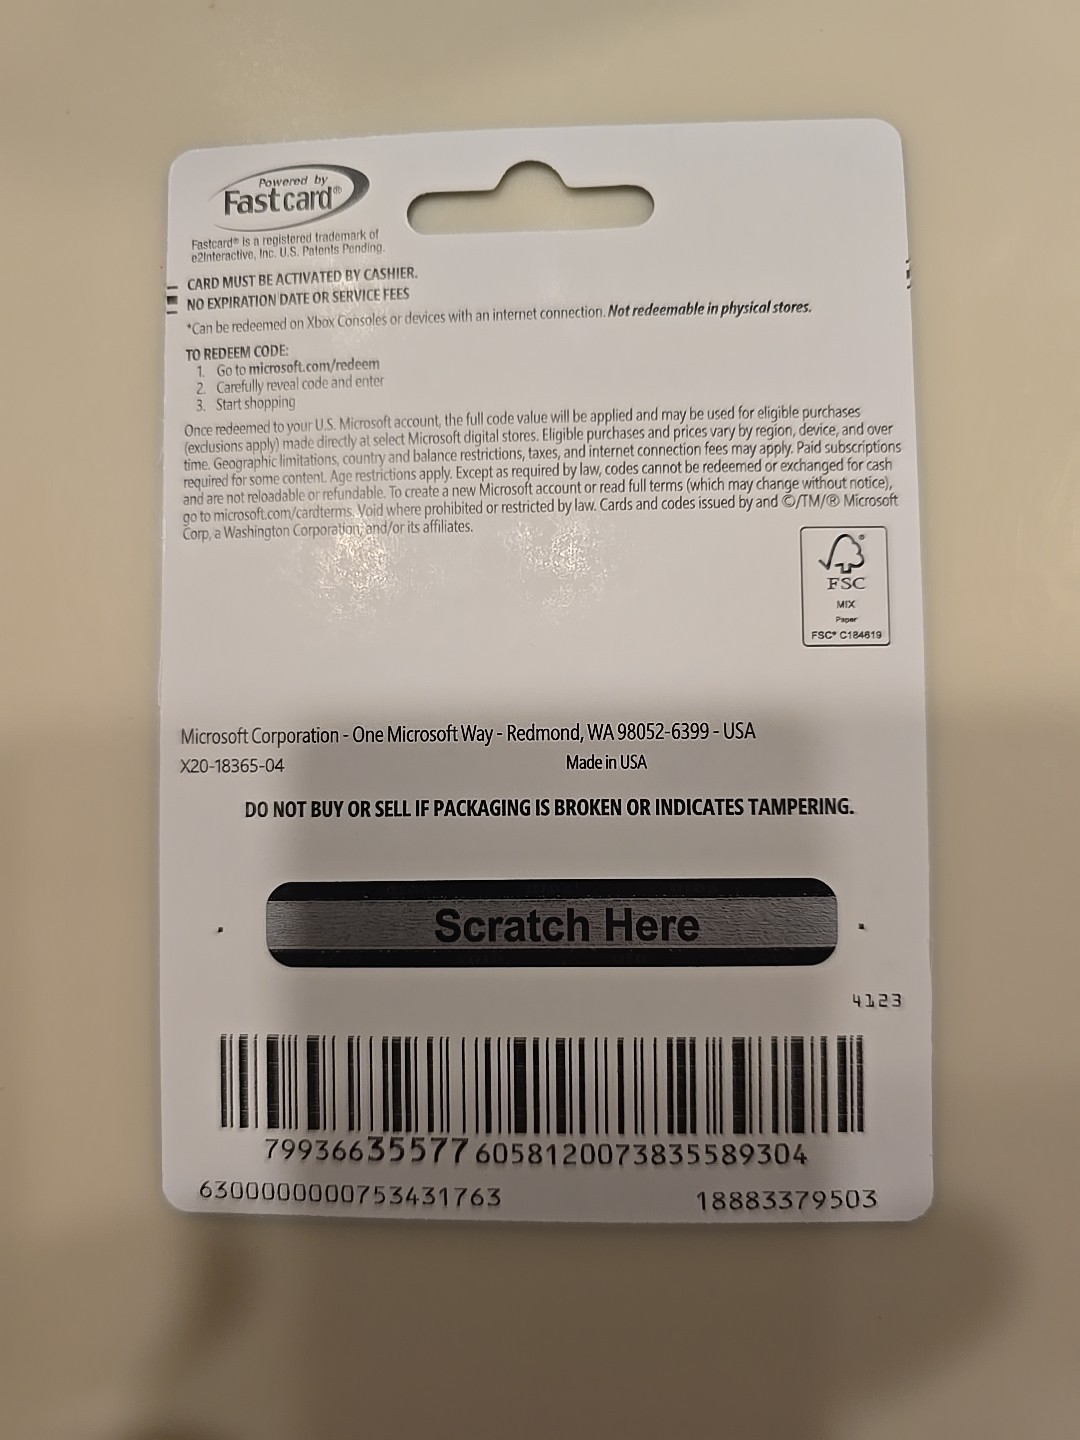 Powered by
Fastcard®
Fastcard® is a registered trademark of
e2Interactive, Inc. U.S. Patents Pending.
CARD MUST BE ACTIVATED BY CASHIER.
NO EXPIRATION DATE OR SERVICE FEES
*Can be redeemed on Xbox Consoles or devices with an internet connection. Not redeemable in physical stores.
TO REDEEM CODE:
1. Go to microsoft.com/redeem
2. Carefully reveal code and enter
3. Start shopping
Once redeemed to your U.S. Microsoft account, the full code value will be applied and may be used for eligible purchases
(exclusions apply) made directly at select Microsoft digital stores. Eligible purchases and prices vary by region, device, and over
time. Geographic limitations, country and balance restrictions, taxes, and internet connection fees may apply. Paid subscriptions
required for some content. Age restrictions apply. Except as required by law, codes cannot be redeemed or exchanged for cash
and are not reloadable or refundable. To create a new Microsoft account or read full terms (which may change without notice),
go to microsoft.com/cardterms. Void where prohibited or restricted by law. Cards and codes issued by and ©/TM/® Microsoft
Corp, a Washington Corporation, and/or its affiliates.
FSC®
MIX
Paper
FSC® C184619
Microsoft Corporation - One Microsoft Way - Redmond, WA 98052-6399 - USA
X20-18365-04 Made in USA
DO NOT BUY OR SELL IF PACKAGING IS BROKEN OR INDICATES TAMPERING.
Scratch Here
4123
799366355776058120073835589304
6300000000753431763 18883379503